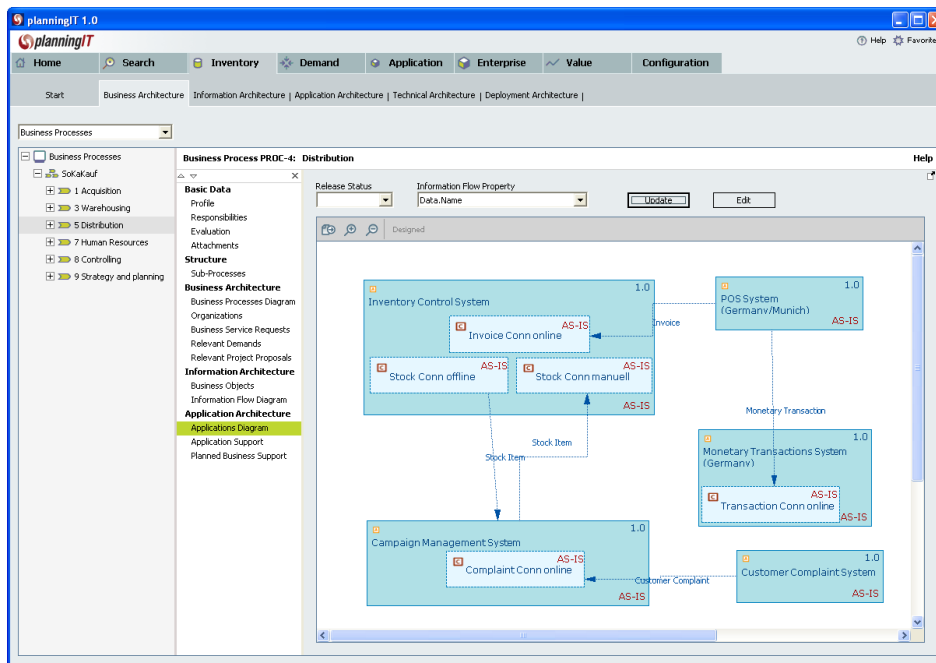 planningIT 1.0
planningIT
Help Favorite
Home Search Inventory Demand Application Enterprise Value Configuration
Start Business Architecture Information Architecture | Application Architecture | Technical Architecture | Deployment Architecture |
Business Processes
Business Processes
SoKaKauf
1 Acquisition
3 Warehousing
5 Distribution
7 Human Resources
8 Controlling
9 Strategy and planning
Business Process PROC-4: Distribution Help
Basic Data
Profile
Responsibilities
Evaluation
Attachments
Structure
Sub-Processes
Business Architecture
Business Processes Diagram
Organizations
Business Service Requests
Relevant Demands
Relevant Project Proposals
Information Architecture
Business Objects
Information Flow Diagram
Application Architecture
Applications Diagram
Application Support
Planned Business Support
Release Status Information Flow Property
Data.Name Update Edit
Designed
1.0
Inventory Control System
AS-IS
Invoice Conn online
AS-IS
Stock Conn offline
AS-IS
Stock Conn manuell
AS-IS
Invoice
1.0
POS System
(Germany/Munich)
AS-IS
Monetary Transaction
Stock Item
Stock Item
1.0
Monetary Transactions System
(Germany)
AS-IS
Transaction Conn online
AS-IS
1.0
Campaign Management System
AS-IS
Complaint Conn online
AS-IS
Customer Complaint
1.0
Customer Complaint System
AS-IS